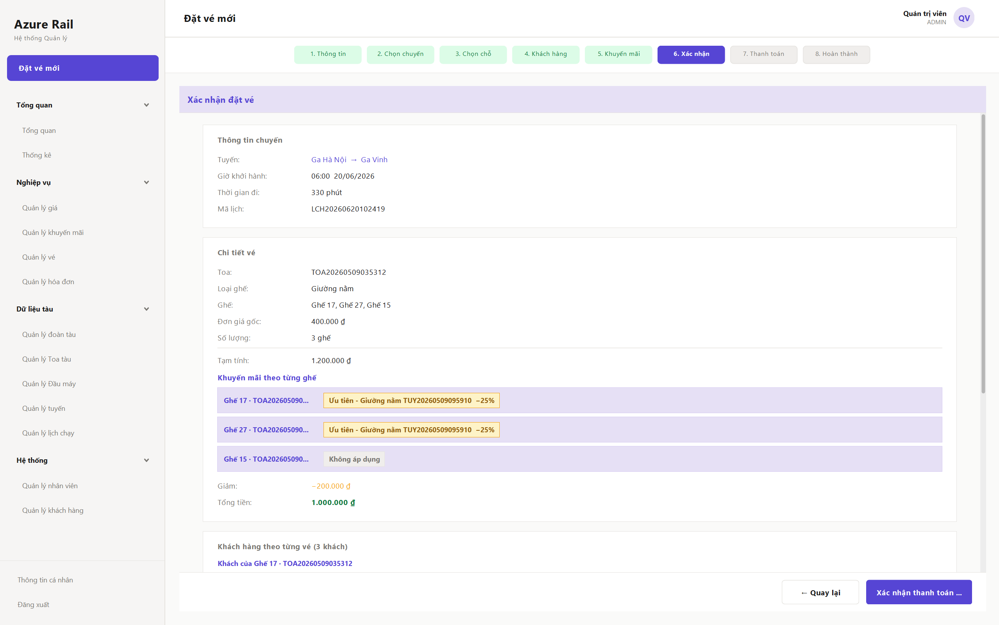 Azure Rail
Hệ thống Quản lý
Đặt vé mới
Tổng quan
Tổng quan
Thống kê
Nghiệp vụ
Quản lý giá
Quản lý khuyến mãi
Quản lý vé
Quản lý hóa đơn
Dữ liệu tàu
Quản lý đoàn tàu
Quản lý Toa tàu
Quản lý Đầu máy
Quản lý tuyến
Quản lý lịch chạy
Hệ thống
Quản lý nhân viên
Quản lý khách hàng
Thông tin cá nhân
Đăng xuất
Đặt vé mới
Quản trị viên
ADMIN
QV
1. Thông tin
2. Chọn chuyến
3. Chọn chỗ
4. Khách hàng
5. Khuyến mãi
6. Xác nhận
7. Thanh toán
8. Hoàn thành
Xác nhận đặt vé
Thông tin chuyến
Tuyến: Ga Hà Nội → Ga Vinh
Giờ khởi hành: 06:00 20/06/2026
Thời gian đi: 330 phút
Mã lịch: LCH20260620102419
Chi tiết vé
Toa: TOA20260509035312
Loại ghế: Giường nằm
Ghế: Ghế 17, Ghế 27, Ghế 15
Đơn giá gốc: 400.000 ₫
Số lượng: 3 ghế
Tạm tính: 1.200.000 ₫
Khuyến mãi theo từng ghế
Ghế 17 · TOA202605090... Ưu tiên - Giường nằm TUY20260509095910 −25%
Ghế 27 · TOA202605090... Ưu tiên - Giường nằm TUY20260509095910 −25%
Ghế 15 · TOA202605090... Không áp dụng
Giảm: −200.000 ₫
Tổng tiền: 1.000.000 ₫
Khách hàng theo từng vé (3 khách)
Khách của Ghế 17 · TOA20260509035312
← Quay lại
Xác nhận thanh toán ...